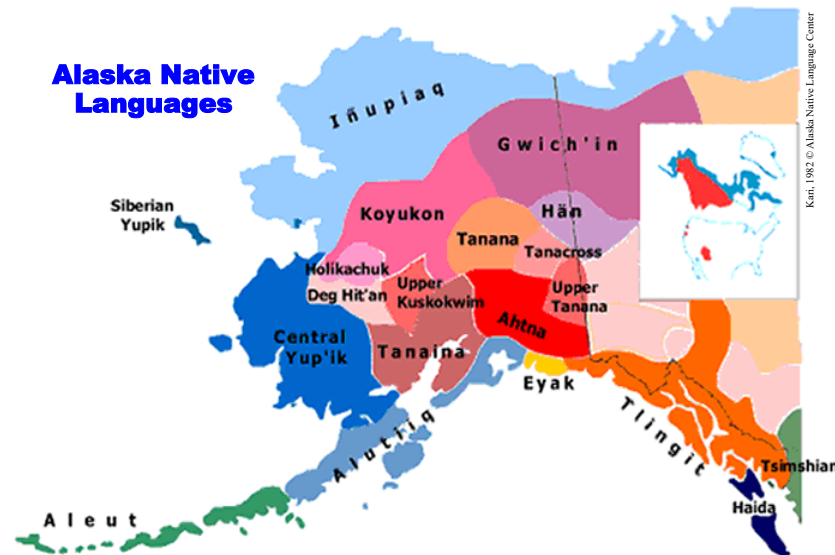 Alaska Native
Languages
Iñupiaq
Gwich'in
Siberian
Yupik
Koyukon
Hän
Tanana
Tanacross
Holikachuk
Deg Hit'an
Upper
Kuskokwim
Upper
Tanana
Central
Yup'ik
Tanaina
Ahtna
Eyak
Alutiiq
Tlingit
Tsimshian
Haida
Aleut
Kari, 1982 © Alaska Native Language Center